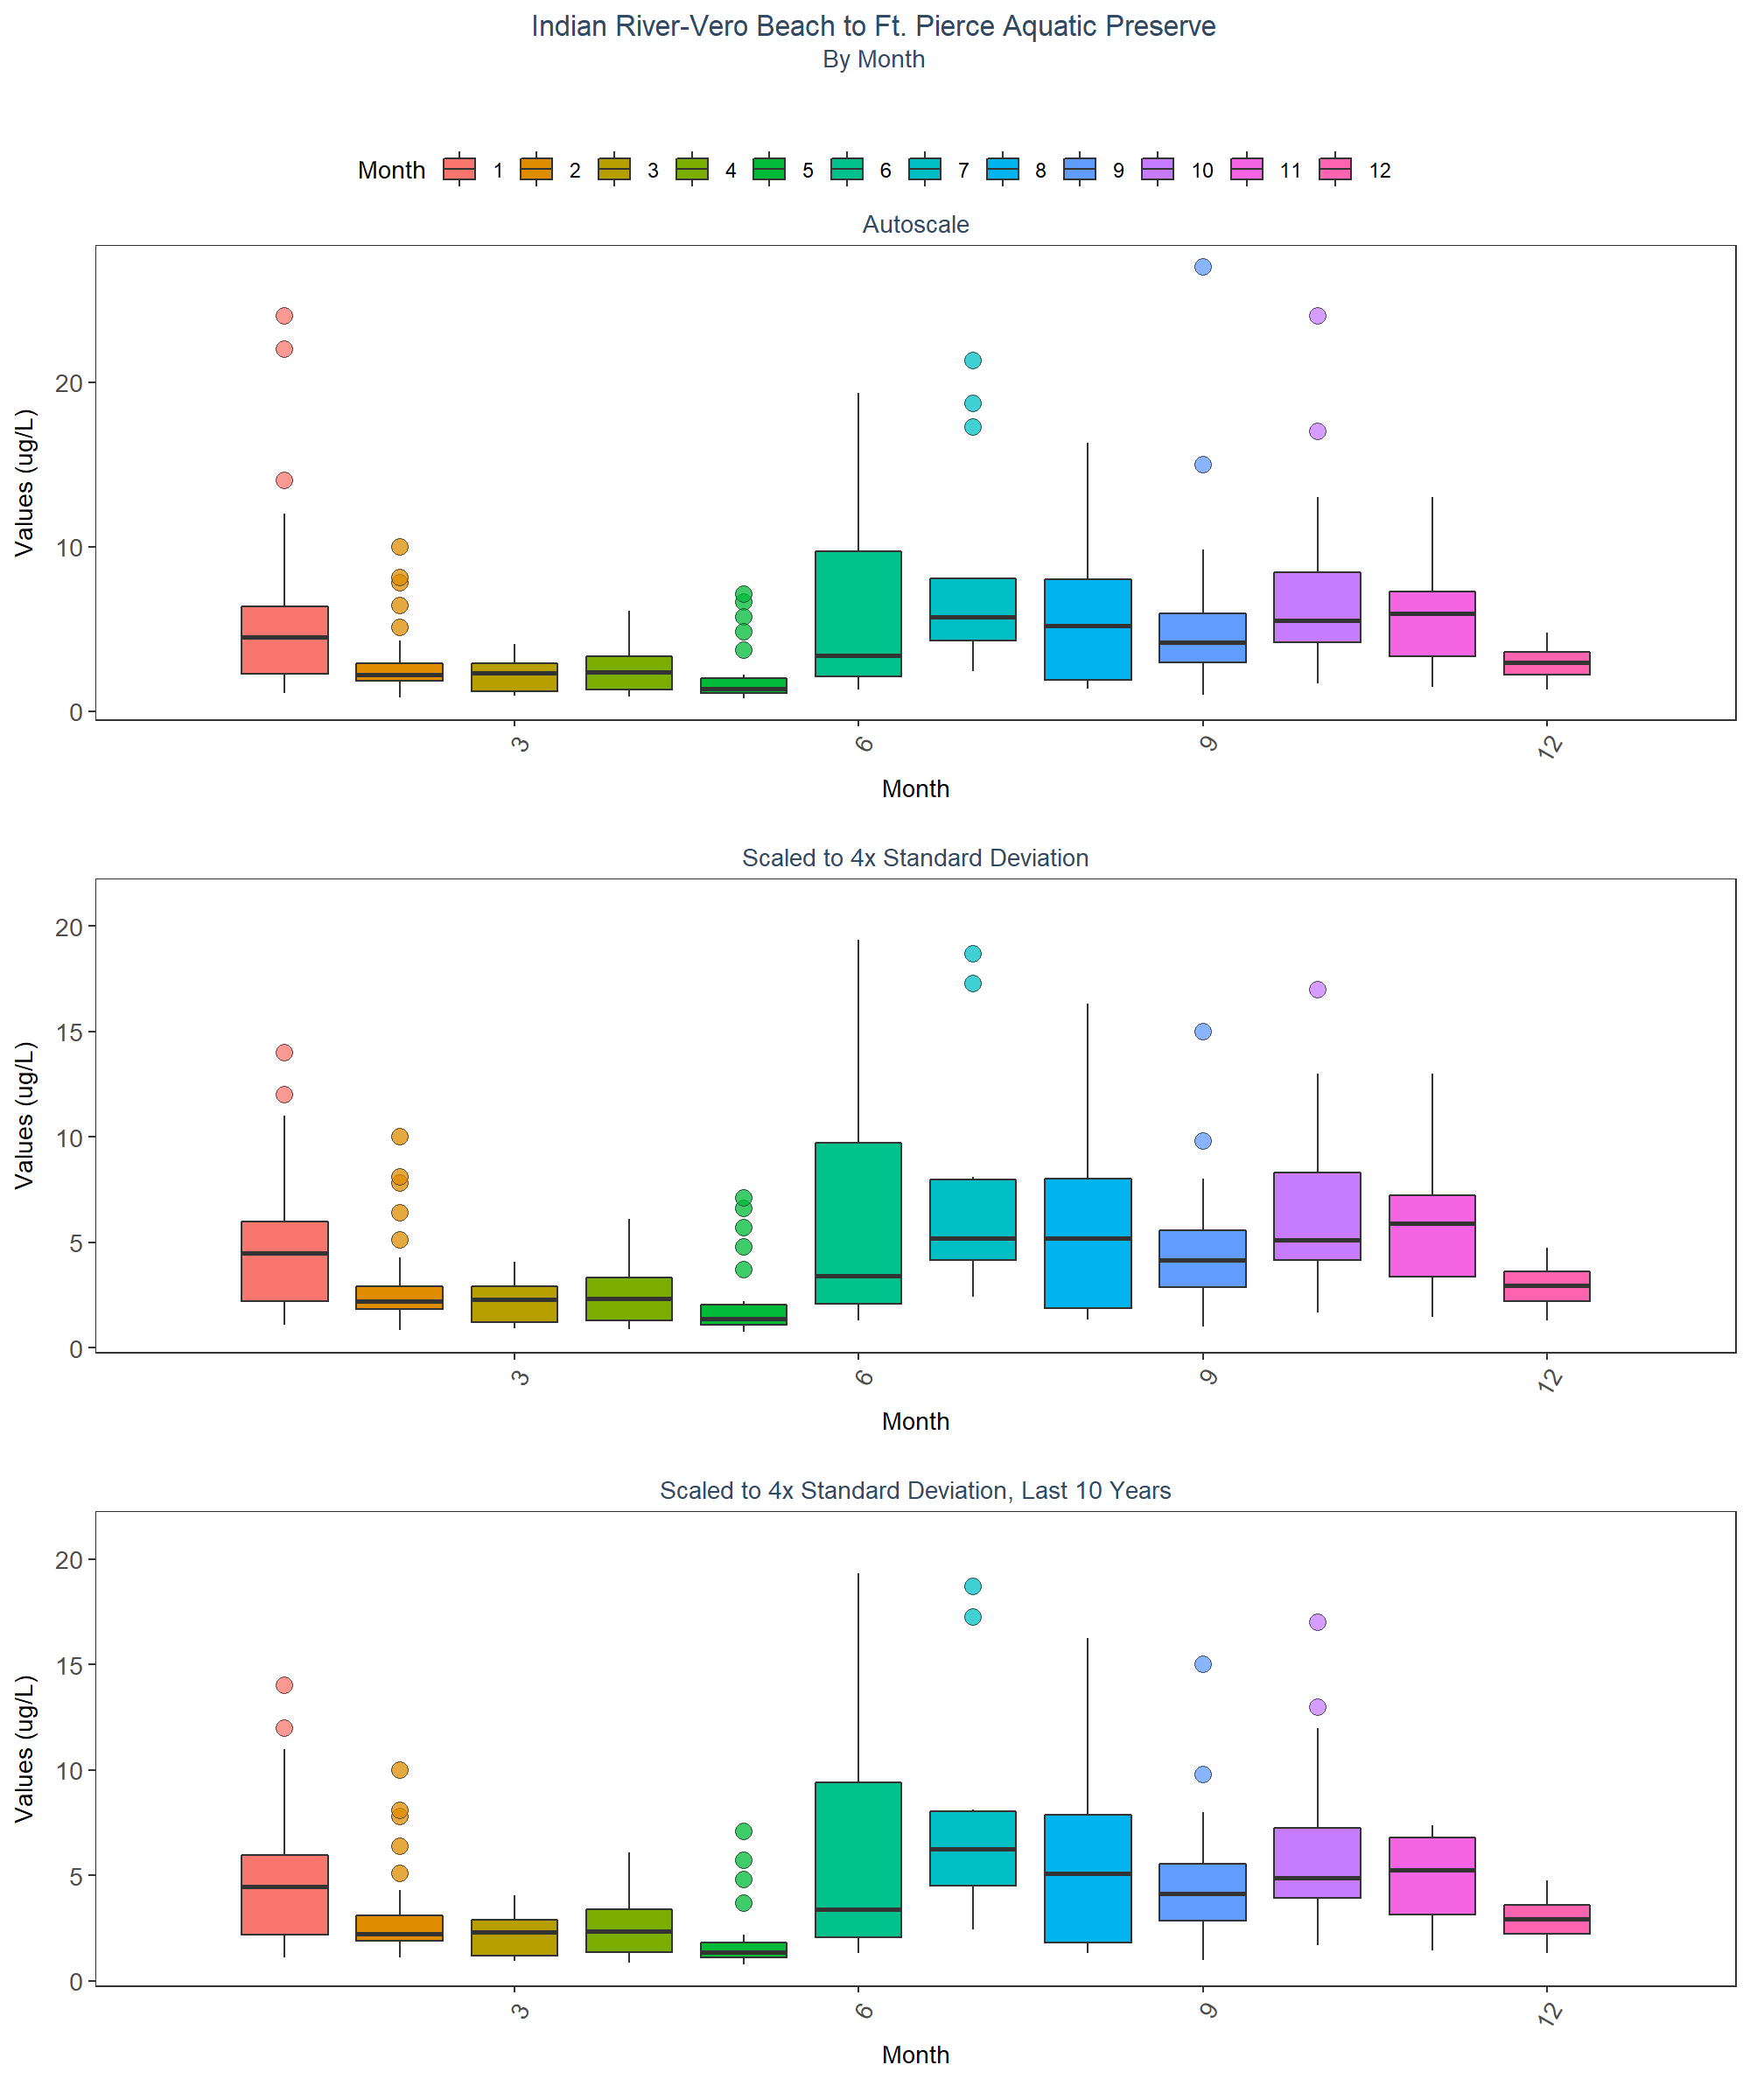 Indian River-Vero Beach to Ft. Pierce Aquatic Preserve
By Month
Month 1 2 3 4 5 6 7 8 9 10 11 12
Autoscale
Values (ug/L)
20
10
0
3 6 9 12
Month
Scaled to 4x Standard Deviation
Values (ug/L)
20
15
10
5
0
3 6 9 12
Month
Scaled to 4x Standard Deviation, Last 10 Years
Values (ug/L)
20
15
10
5
0
3 6 9 12
Month